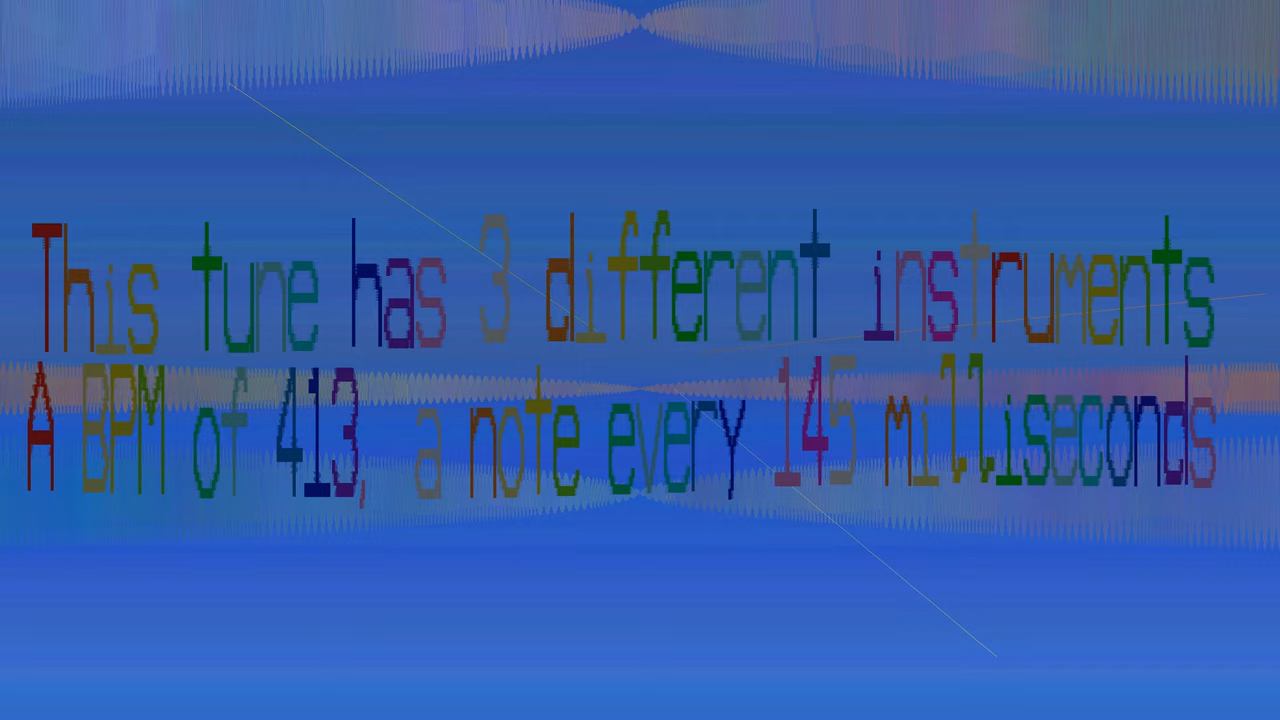 This tune has 3 different instruments
A BPM of 413, a note every 145 milliseconds